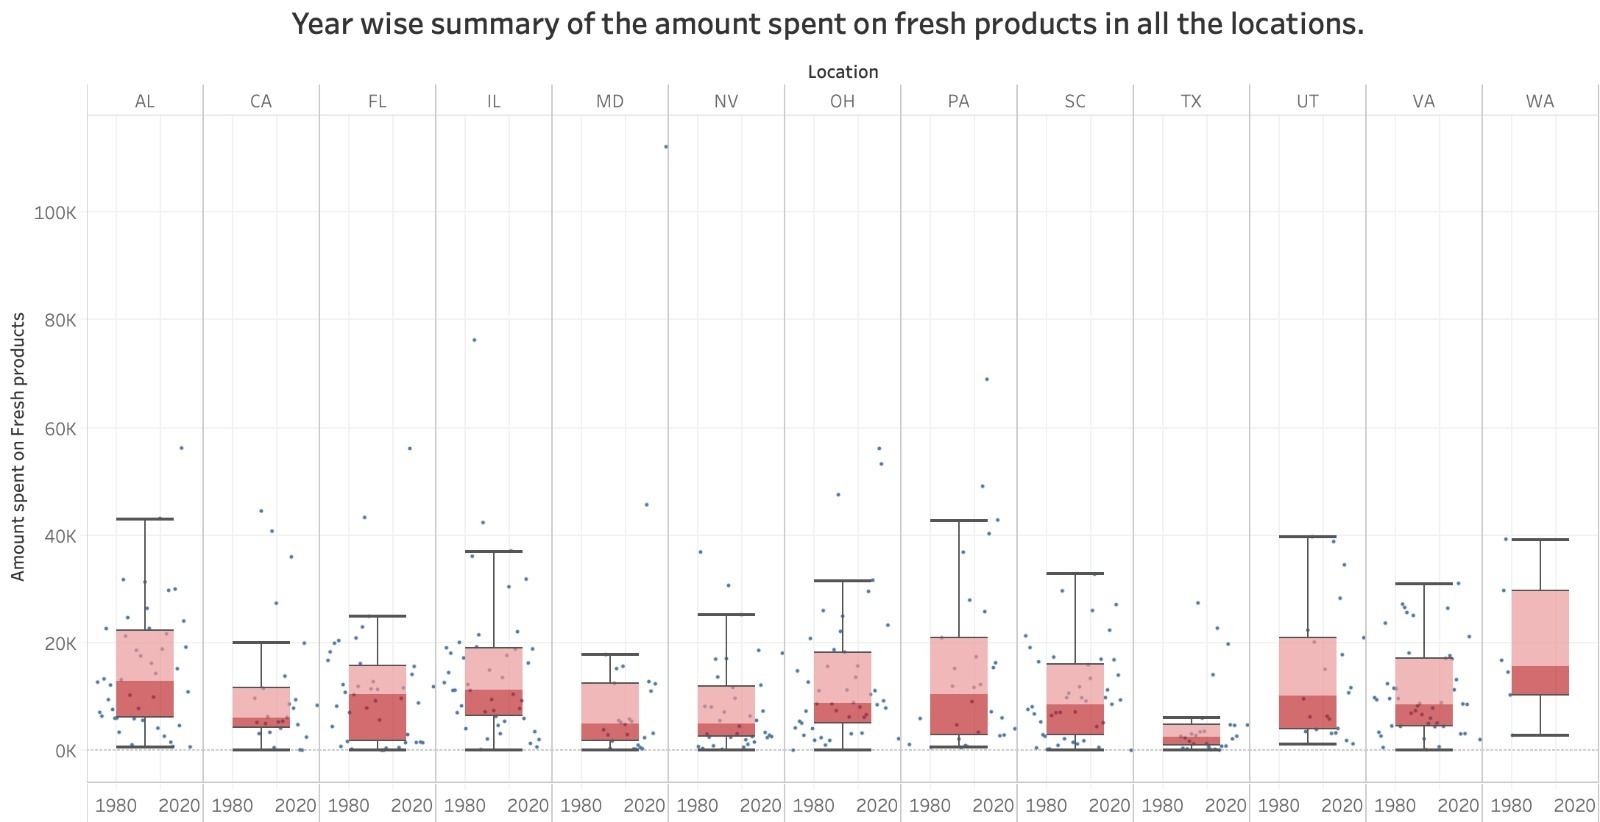 Year wise summary of the amount spent on fresh products in all the locations.
Location
AL CA FL IL MD NV OH PA SC TX UT VA WA
Amount spent on Fresh products
100K
80K
60K
40K
20K
0K
1980 2020 1980 2020 1980 2020 1980 2020 1980 2020 1980 2020 1980 2020 1980 2020 1980 2020 1980 2020 1980 2020 1980 2020 1980 2020